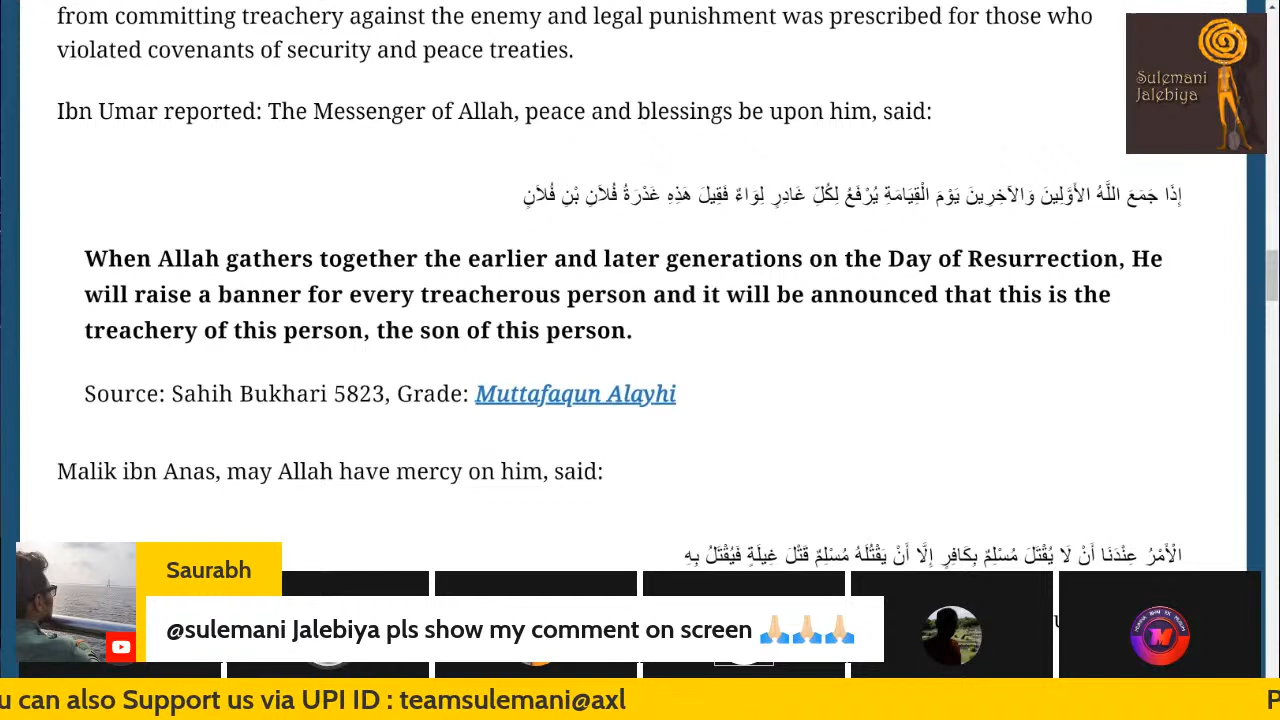 from committing treachery against the enemy and legal punishment was prescribed for those who
violated covenants of security and peace treaties.
Sulemani
Jalebiya
Ibn Umar reported: The Messenger of Allah, peace and blessings be upon him, said:
إِذَا جَمَعَ اللَّهُ الأَوَّلِينَ وَالآخِرِينَ يَوْمَ الْقِيَامَةِ يُرْفَعُ لِكُلِّ غَادِرٍ لِوَاءٌ فَقِيلَ هَذِهِ غَدْرَةُ فُلاَنِ بْنِ فُلاَنٍ
When Allah gathers together the earlier and later generations on the Day of Resurrection, He
will raise a banner for every treacherous person and it will be announced that this is the
treachery of this person, the son of this person.
Source: Sahih Bukhari 5823, Grade: Muttafaqun Alayhi
Malik ibn Anas, may Allah have mercy on him, said:
الْأَمْرُ عِنْدَنَا أَنْ لَا يُقْتَلَ مُسْلِمٌ بِكَافِرٍ إِلَّا أَنْ يَقْتُلَهُ مُسْلِمٌ قَتْلَ غِيلَةٍ فَيُقْتَلُ بِهِ
Saurabh
@sulemani Jalebiya pls show my comment on screen 🙏🏻🙏🏻🙏🏻
M
u can also Support us via UPI ID : teamsulemani@axl
P